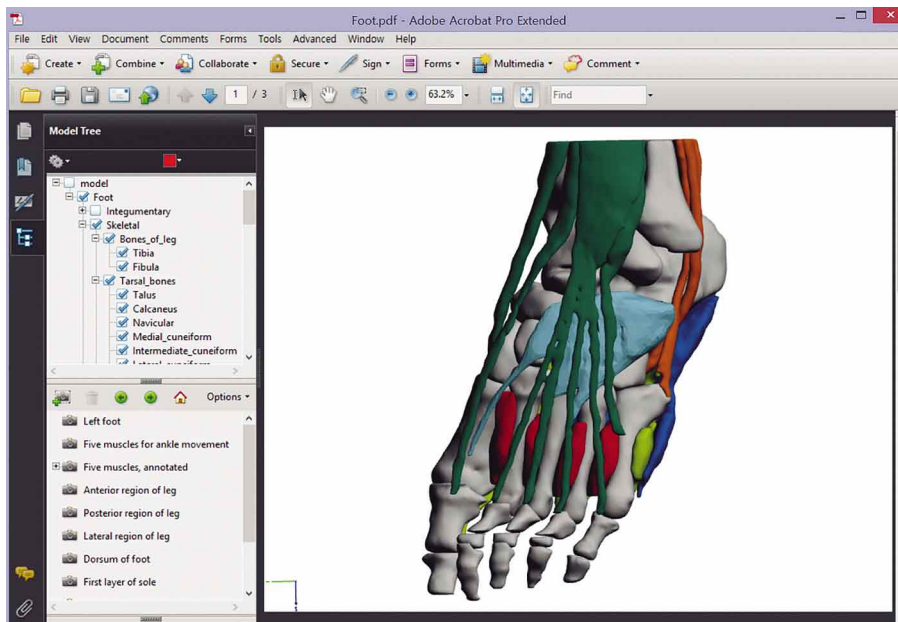 Foot.pdf - Adobe Acrobat Pro Extended
File Edit View Document Comments Forms Tools Advanced Window Help
Create Combine Collaborate Secure Sign Forms Multimedia Comment
1 / 3 63.2% Find
Model Tree
model
Foot
Integumentary
Skeletal
Bones_of_leg
Tibia
Fibula
Tarsal_bones
Talus
Calcaneus
Navicular
Medial_cuneiform
Intermediate_cuneiform
Lateral_cuneiform
Options
Left foot
Five muscles for ankle movement
Five muscles, annotated
Anterior region of leg
Posterior region of leg
Lateral region of leg
Dorsum of foot
First layer of sole